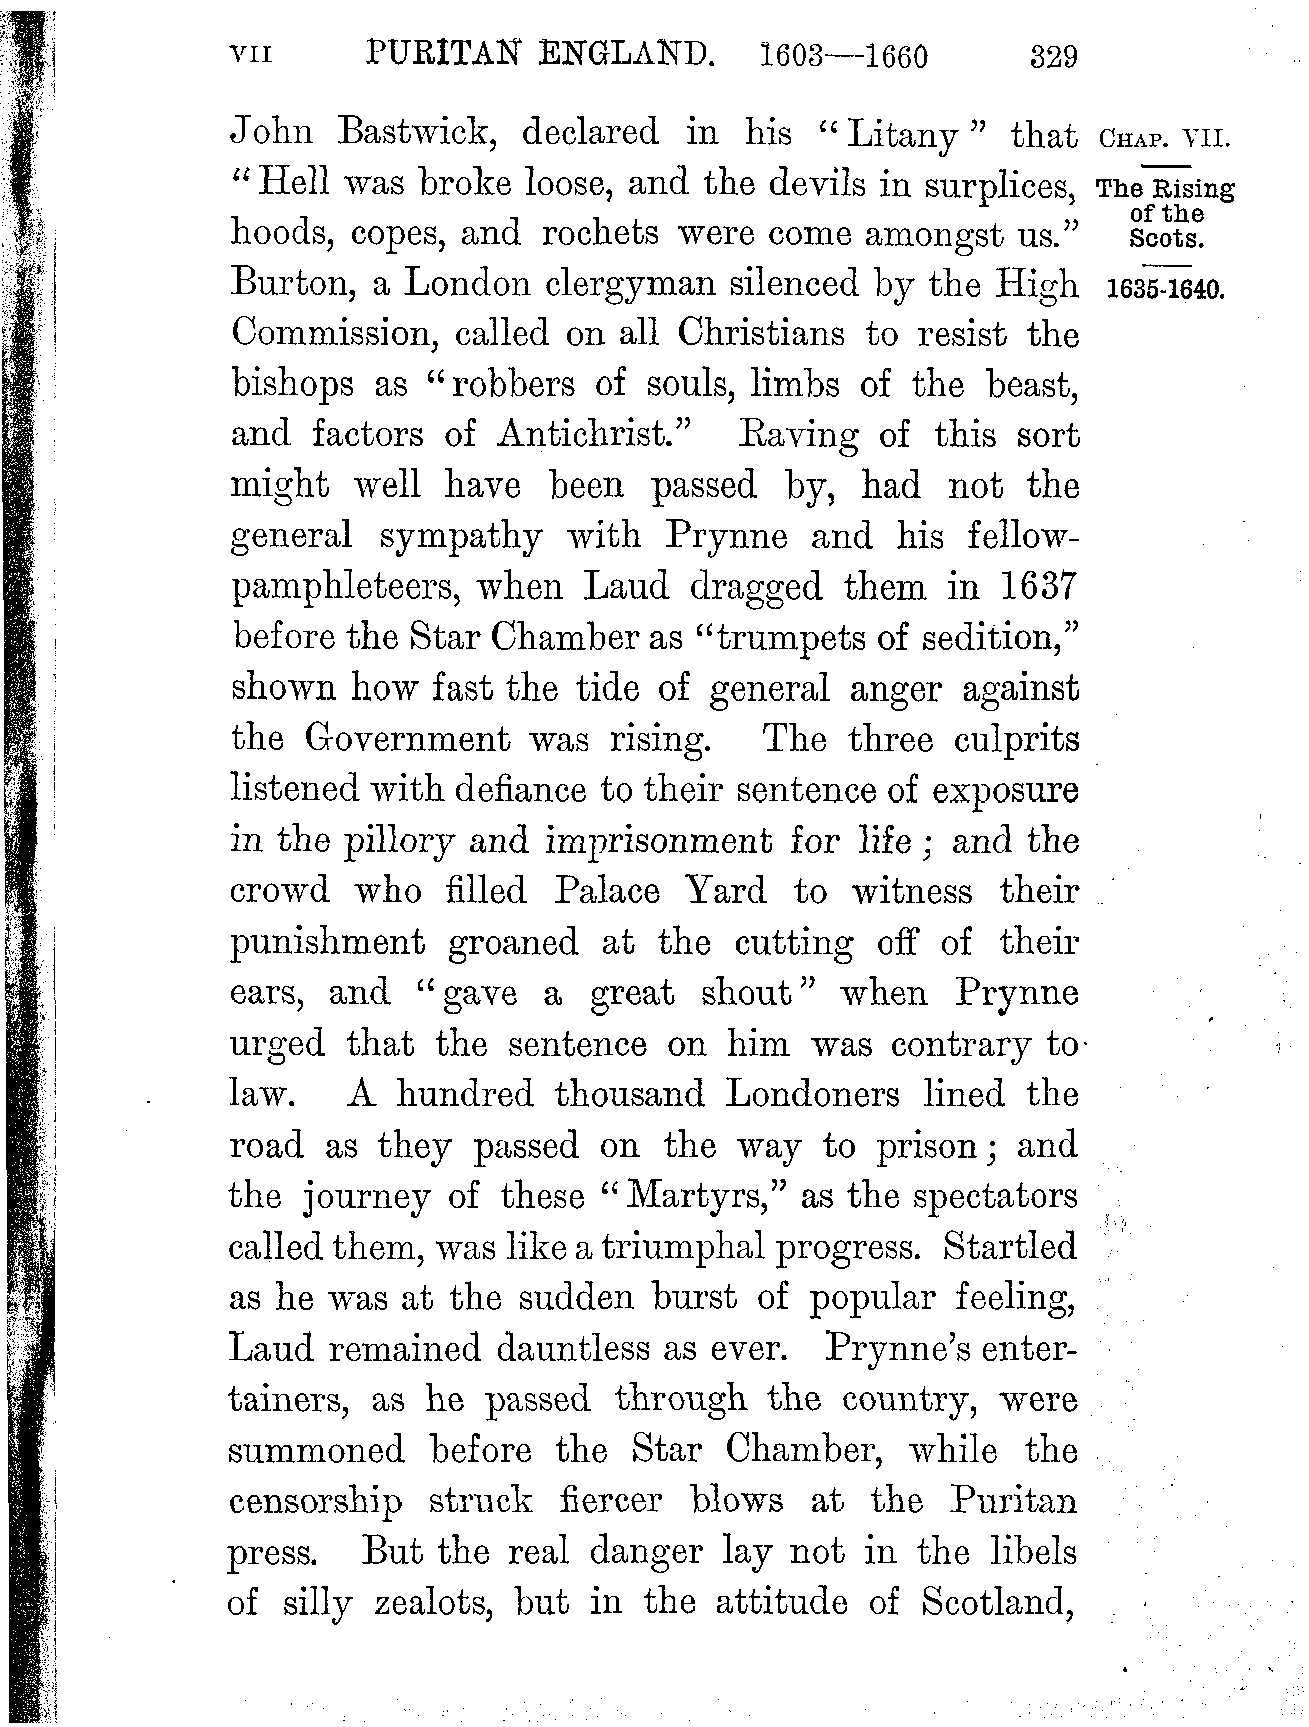 VII PURITAN ENGLAND. 1603—1660 329
John Bastwick, declared in his “Litany” that
“Hell was broke loose, and the devils in surplices,
hoods, copes, and rochets were come amongst us.”
Burton, a London clergyman silenced by the High
Commission, called on all Christians to resist the
bishops as “robbers of souls, limbs of the beast,
and factors of Antichrist.” Raving of this sort
might well have been passed by, had not the
general sympathy with Prynne and his fellow-
pamphleteers, when Laud dragged them in 1637
before the Star Chamber as “trumpets of sedition,”
shown how fast the tide of general anger against
the Government was rising. The three culprits
listened with defiance to their sentence of exposure
in the pillory and imprisonment for life; and the
crowd who filled Palace Yard to witness their
punishment groaned at the cutting off of their
ears, and “gave a great shout” when Prynne
urged that the sentence on him was contrary to
law. A hundred thousand Londoners lined the
road as they passed on the way to prison; and
the journey of these “Martyrs,” as the spectators
called them, was like a triumphal progress. Startled
as he was at the sudden burst of popular feeling,
Laud remained dauntless as ever. Prynne’s enter-
tainers, as he passed through the country, were
summoned before the Star Chamber, while the
censorship struck fiercer blows at the Puritan
press. But the real danger lay not in the libels
of silly zealots, but in the attitude of Scotland,
CHAP. VII.
The Rising
of the
Scots.
1635-1640.